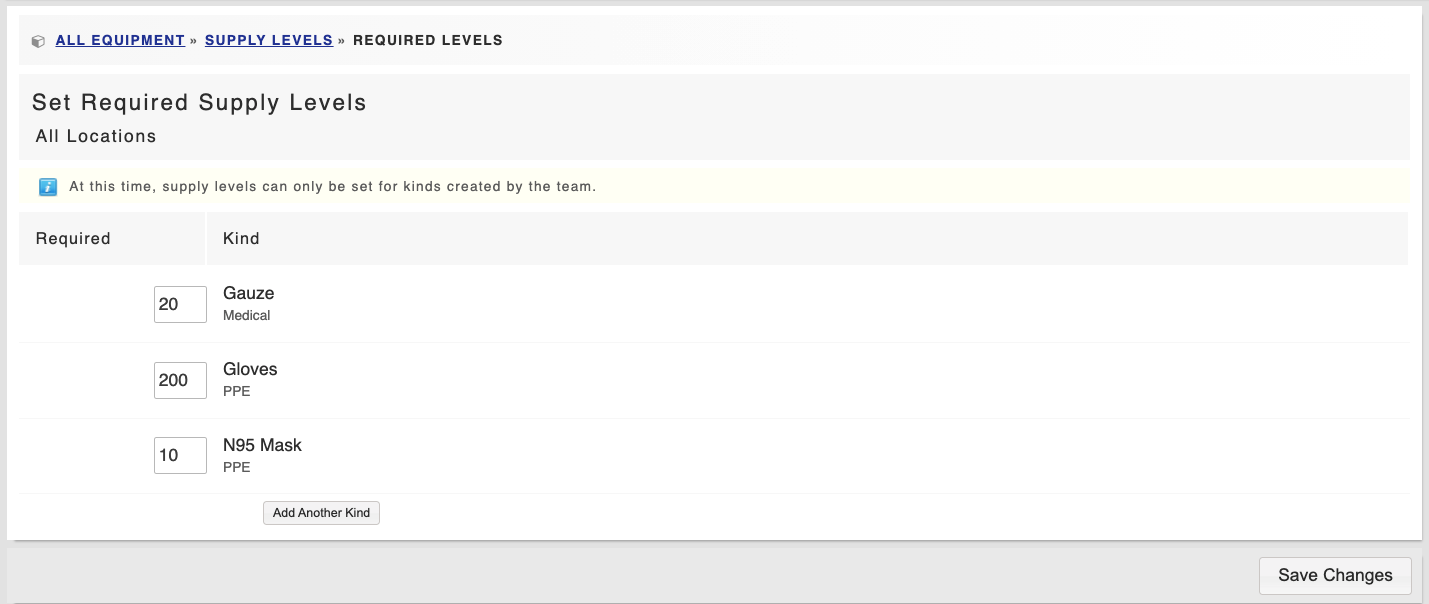 ALL EQUIPMENT » SUPPLY LEVELS » REQUIRED LEVELS
Set Required Supply Levels
All Locations
At this time, supply levels can only be set for kinds created by the team.
Required Kind
20 Gauze
Medical
200 Gloves
PPE
10 N95 Mask
PPE
Add Another Kind
Save Changes